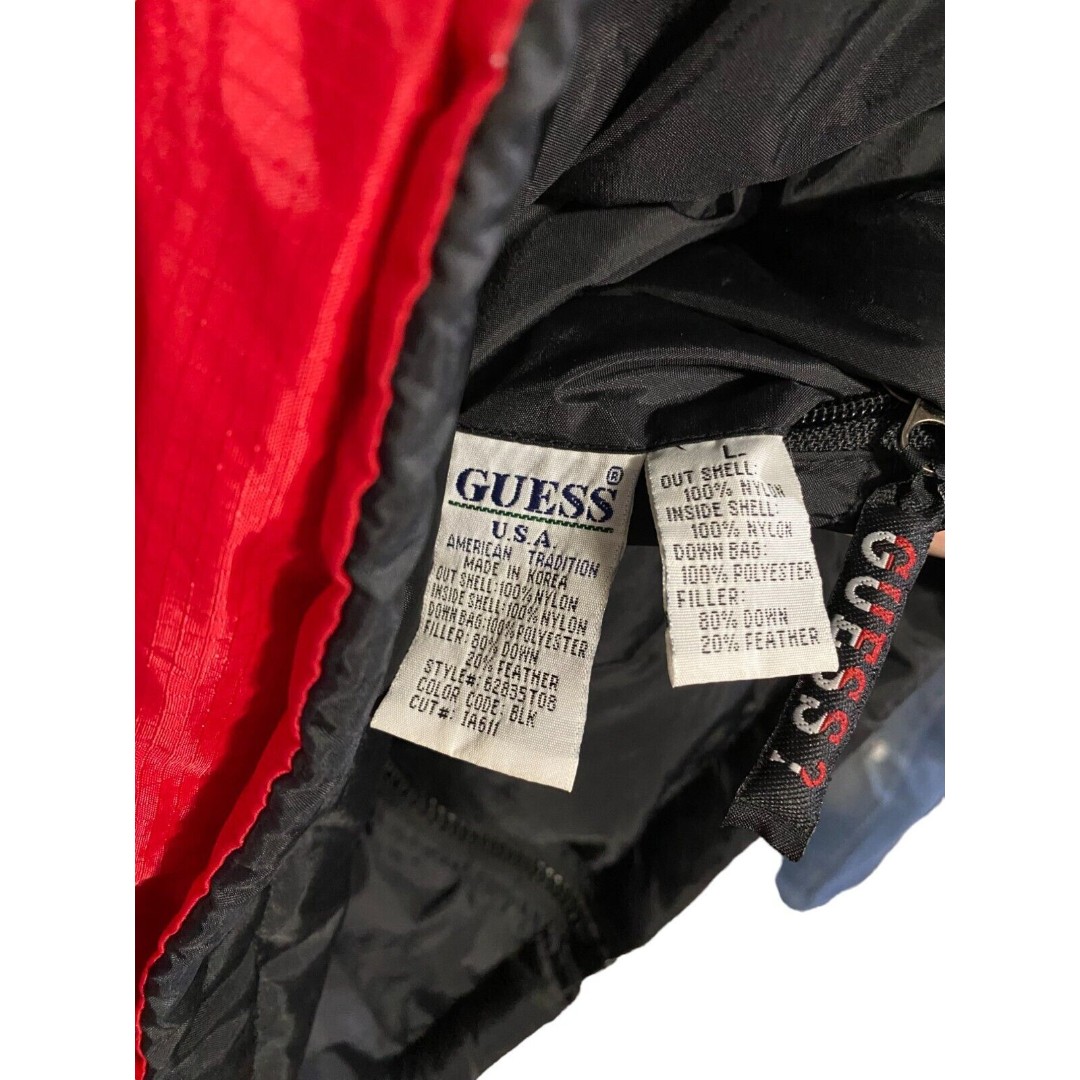 GUESS®
U.S.A.
AMERICAN TRADITION
MADE IN KOREA
OUT SHELL:100% NYLON
INSIDE SHELL:100% NYLON
DOWN BAG:100% POLYESTER
FILLER: 80% DOWN
20% FEATHER
STYLE#: 62835T08
COLOR CODE: BLK
CUT#: 1A611
L
OUT SHELL:
100% NYLON
INSIDE SHELL:
100% NYLON
DOWN BAG:
100% POLYESTER
FILLER:
80% DOWN
20% FEATHER
GUESS?